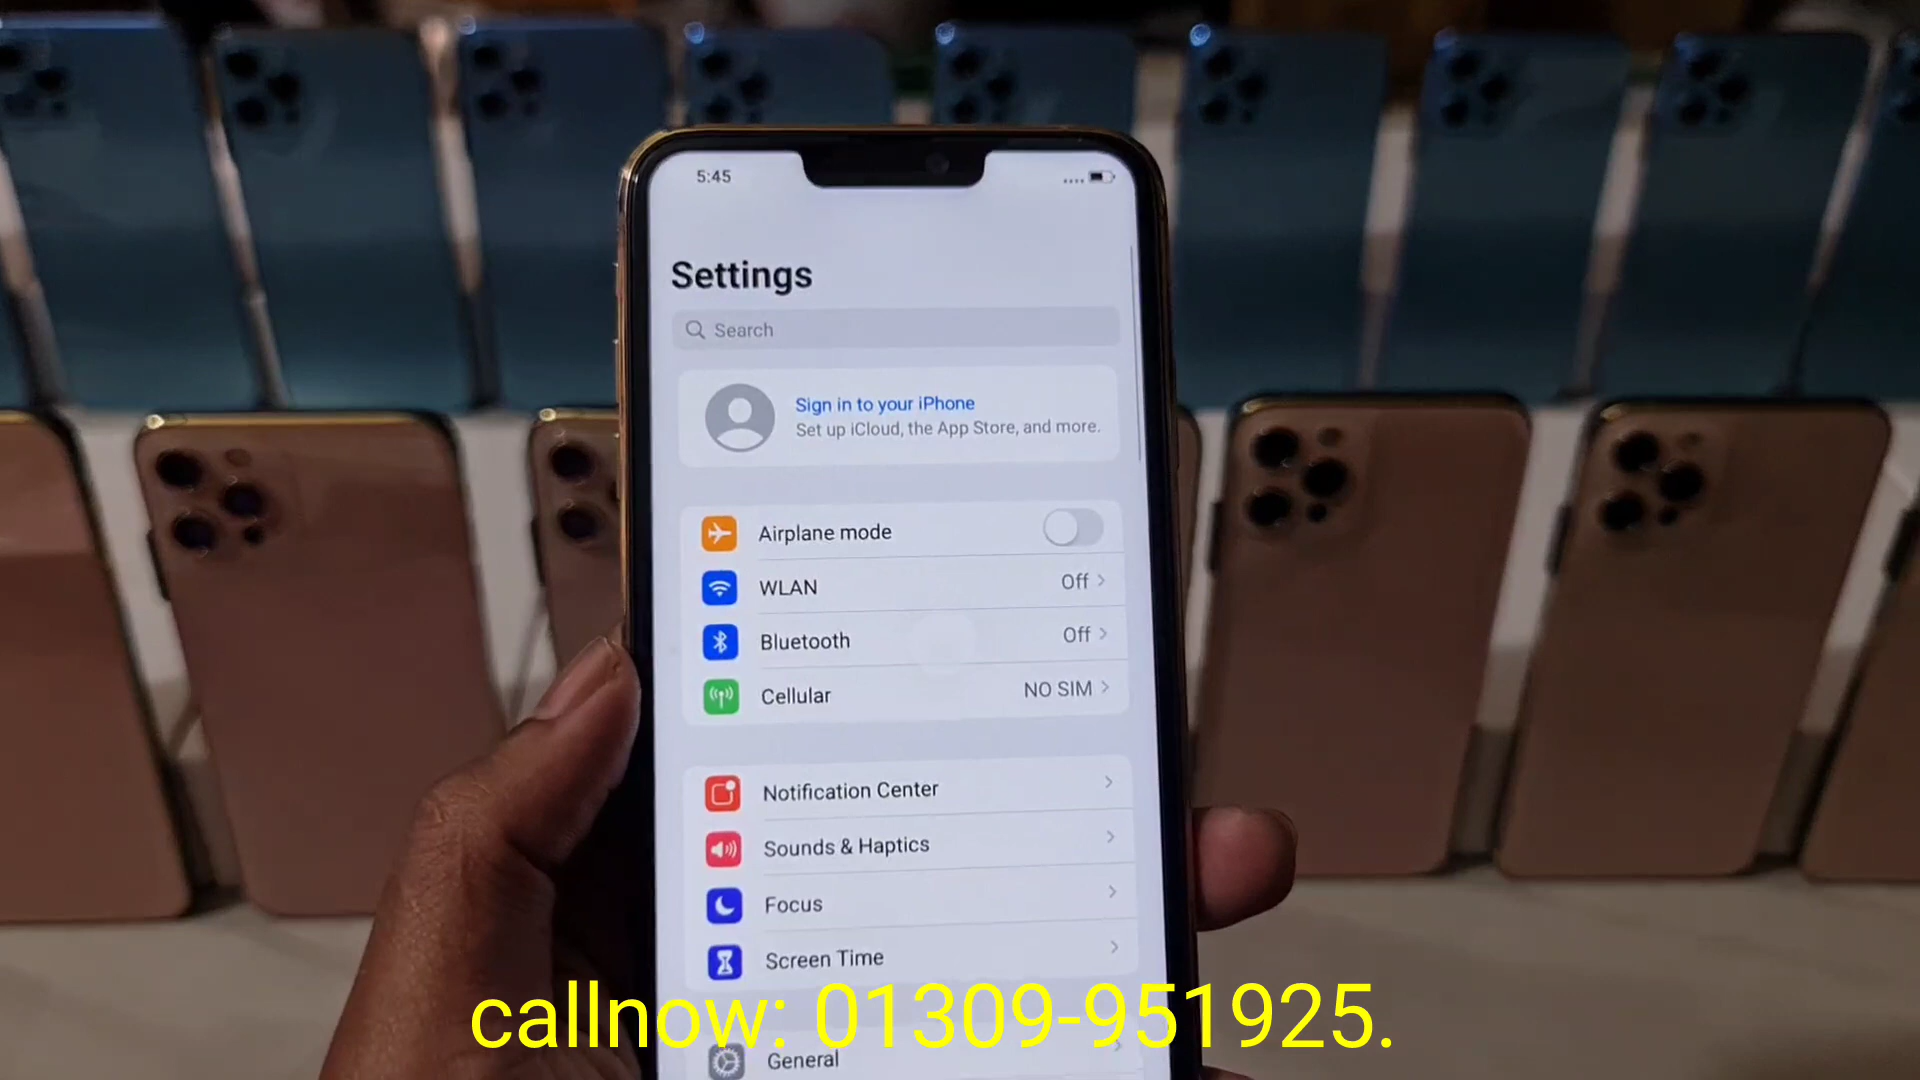 5:45
Settings
Search
Sign in to your iPhone
Set up iCloud, the App Store, and more.
Airplane mode
WLAN Off
Bluetooth Off
Cellular NO SIM
Notification Center
Sounds & Haptics
Focus
Screen Time
callnow: 01309-951925.
General